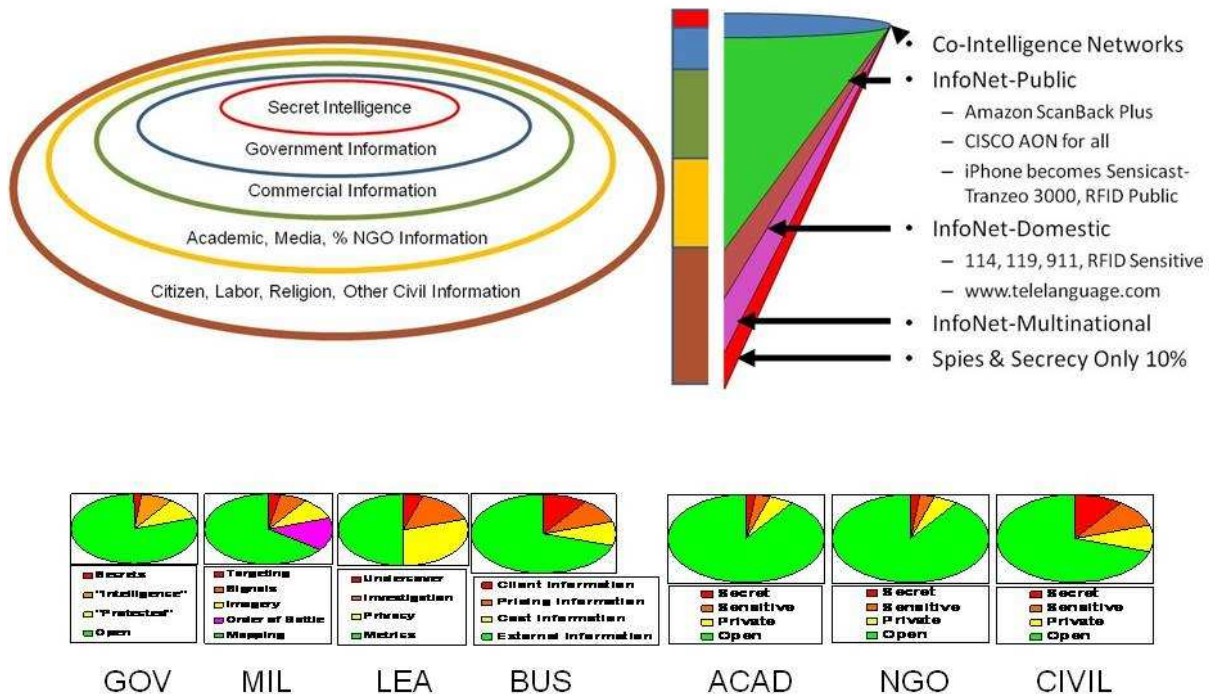 Secret Intelligence
Government Information
Commercial Information
Academic, Media, % NGO Information
Citizen, Labor, Religion, Other Civil Information
• Co-Intelligence Networks
• InfoNet-Public
– Amazon ScanBack Plus
– CISCO AON for all
– iPhone becomes Sensicast-
Tranzeo 3000, RFID Public
• InfoNet-Domestic
– 114, 119, 911, RFID Sensitive
– www.telelanguage.com
• InfoNet-Multinational
• Spies & Secrecy Only 10%
Secrets
"Intelligence"
"Protected"
Open
Targeting
Signals
Imagery
Order of Battle
Mapping
Undercover
Investigation
Privacy
Metrics
Client Information
Pricing Information
Cost Information
External Information
Secret
Sensitive
Private
Open
Secret
Sensitive
Private
Open
Secret
Sensitive
Private
Open
GOV
MIL
LEA
BUS
ACAD
NGO
CIVIL